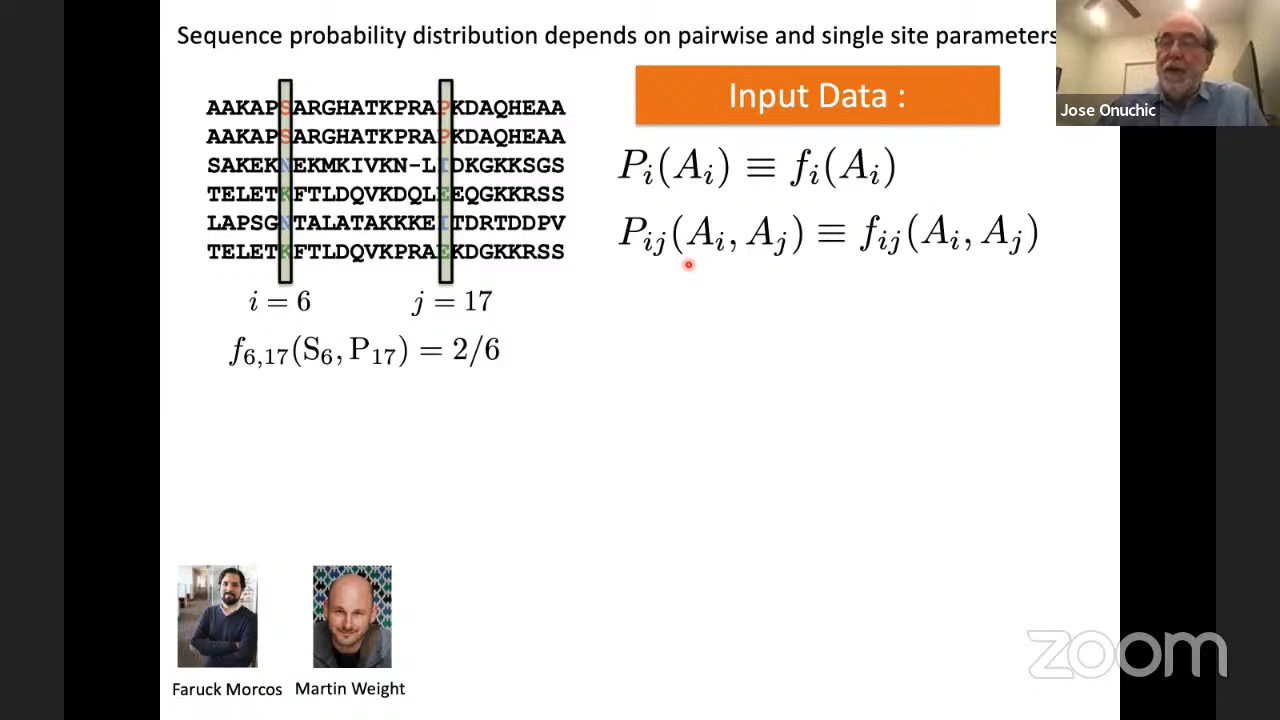 Sequence probability distribution depends on pairwise and single site parameters
AAKAPSARGHATKPRAPKDAQHEAA
AAKAPSARGHATKPRAPKDAQHEAA
SAKEKNEKMKIVKN-LIDKGKKSGS
TELETKFTLDQVKDQLEEQGKKRSS
LAPSGNTALATAKKKEITDRTDDPV
TELETKFTLDQVKPRAEKDGKKRSS
i = 6
j = 17
f6,17(S6, P17) = 2/6
Input Data :
Pi(Ai) ≡ fi(Ai)
Pij(Ai, Aj) ≡ fij(Ai, Aj)
Jose Onuchic
Faruck Morcos
Martin Weight
zoom